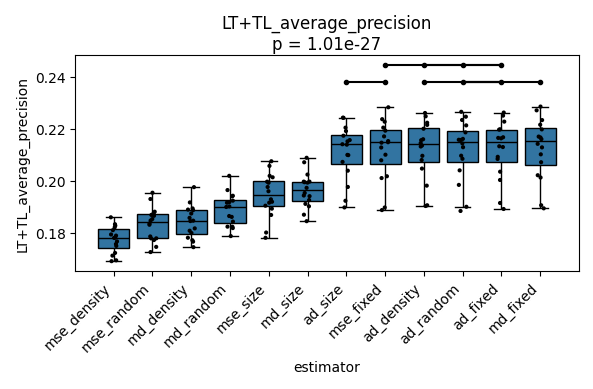 LT+TL_average_precision
p = 1.01e-27
LT+TL_average_precision
0.24
0.22
0.20
0.18
mse_density
mse_random
md_density
md_random
mse_size
md_size
ad_size
mse_fixed
ad_density
ad_random
ad_fixed
md_fixed
estimator